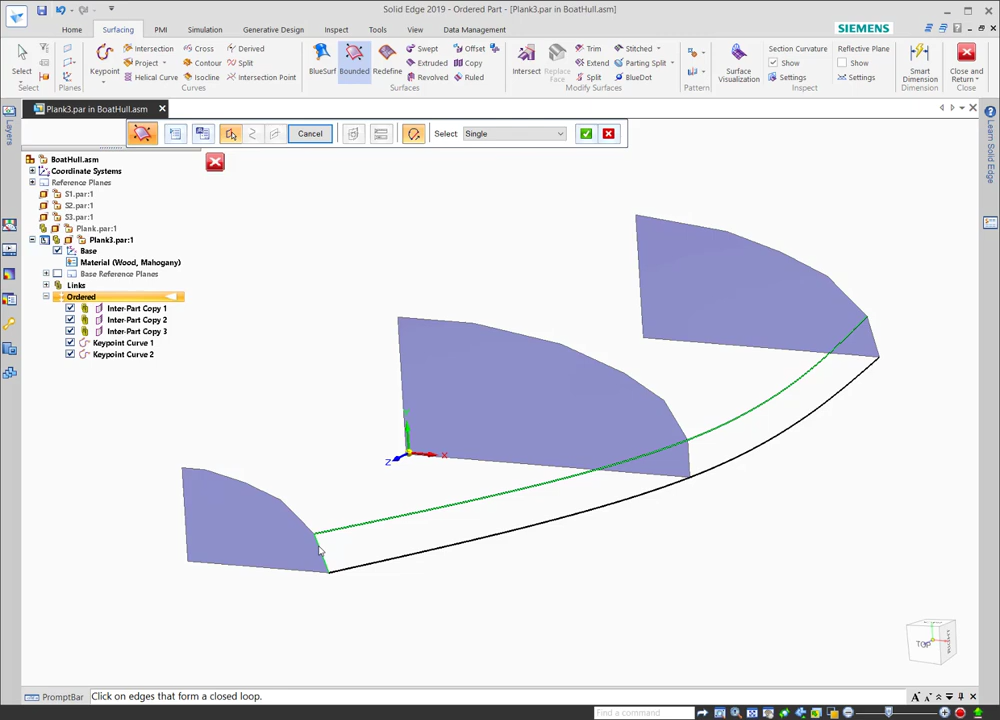 Solid Edge 2019 - Ordered Part - [Plank3.par in BoatHull.asm]
Home Surfacing PMI Simulation Generative Design Inspect Tools View Data Management
SIEMENS
Select
Select
Planes
Keypoint
Intersection
Project
Helical Curve
Cross
Contour
Isocline
Derived
Split
Intersection Point
Curves
BlueSurf
Bounded
Redefine
Swept
Extruded
Revolved
Offset
Copy
Ruled
Surfaces
Intersect
Replace Face
Trim
Extend
Split
Stitched
Parting Split
BlueDot
Modify Surfaces
Pattern
Surface Visualization
Section Curvature
Show
Settings
Reflective Plane
Show
Settings
Inspect
Smart Dimension
Dimension
Close and Return
Close
Plank3.par in BoatHull.asm
Layers
Learn Solid Edge
Cancel
Select:
Single
BoatHull.asm
Coordinate Systems
Reference Planes
S1.par:1
S2.par:1
S3.par:1
Plank.par:1
Plank3.par:1
Base
Material (Wood, Mahogany)
Base Reference Planes
Links
Ordered
Inter-Part Copy 1
Inter-Part Copy 2
Inter-Part Copy 3
Keypoint Curve 1
Keypoint Curve 2
Z
X
TOP
PromptBar
Click on edges that form a closed loop.
Find a command